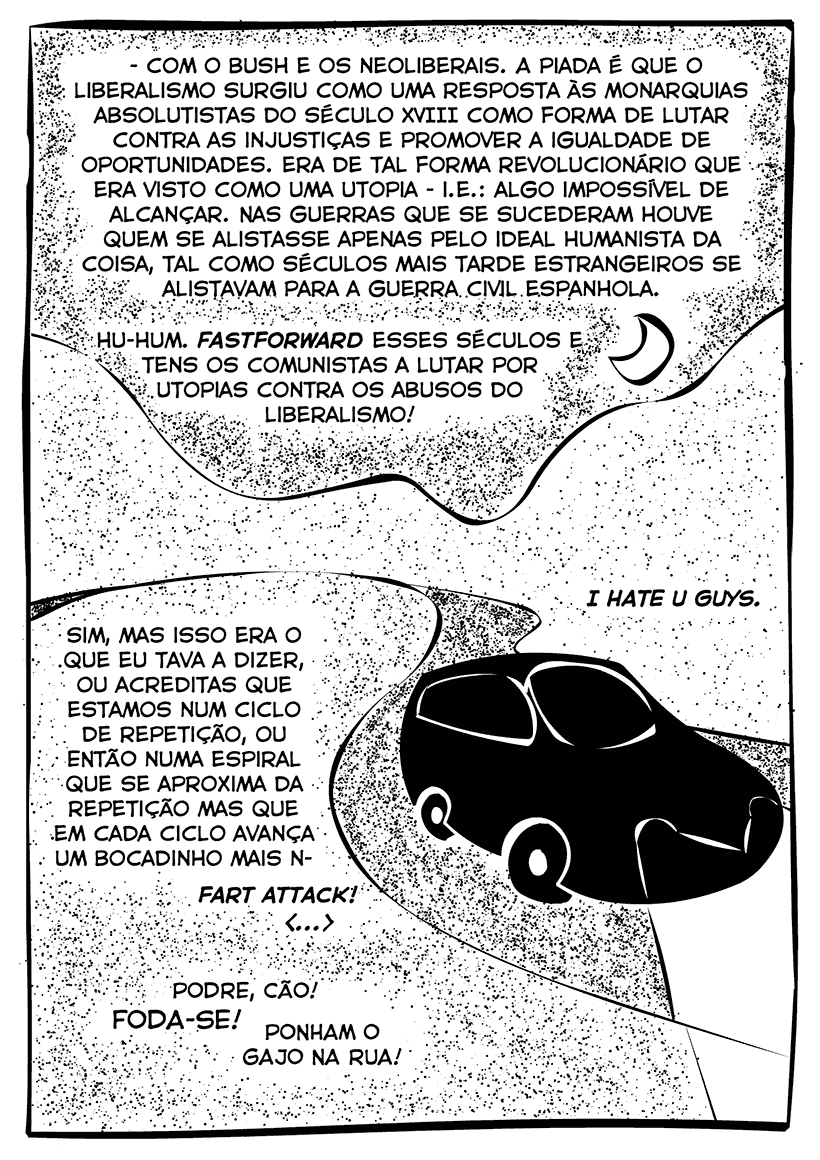 - COM O BUSH E OS NEOLIBERAIS. A PIADA É QUE O
LIBERALISMO SURGIU COMO UMA RESPOSTA ÀS MONARQUIAS
ABSOLUTISTAS DO SÉCULO XVIII COMO FORMA DE LUTAR
CONTRA AS INJUSTIÇAS E PROMOVER A IGUALDADE DE
OPORTUNIDADES. ERA DE TAL FORMA REVOLUCIONÁRIO QUE
ERA VISTO COMO UMA UTOPIA - I.E.: ALGO IMPOSSÍVEL DE
ALCANÇAR. NAS GUERRAS QUE SE SUCEDERAM HOUVE
QUEM SE ALISTASSE APENAS PELO IDEAL HUMANISTA DA
COISA, TAL COMO SÉCULOS MAIS TARDE ESTRANGEIROS SE
ALISTAVAM PARA A GUERRA CIVIL ESPANHOLA.
HU-HUM. FASTFORWARD ESSES SÉCULOS E
TENS OS COMUNISTAS A LUTAR POR
UTOPIAS CONTRA OS ABUSOS DO
LIBERALISMO!
I HATE U GUYS.
SIM, MAS ISSO ERA O
QUE EU TAVA A DIZER,
OU ACREDITAS QUE
ESTAMOS NUM CICLO
DE REPETIÇÃO, OU
ENTÃO NUMA ESPIRAL
QUE SE APROXIMA DA
REPETIÇÃO MAS QUE
EM CADA CICLO AVANÇA
UM BOCADINHO MAIS N-
FART ATTACK!
<...>
PODRE, CÃO!
FODA-SE!
PONHAM O
GAJO NA RUA!